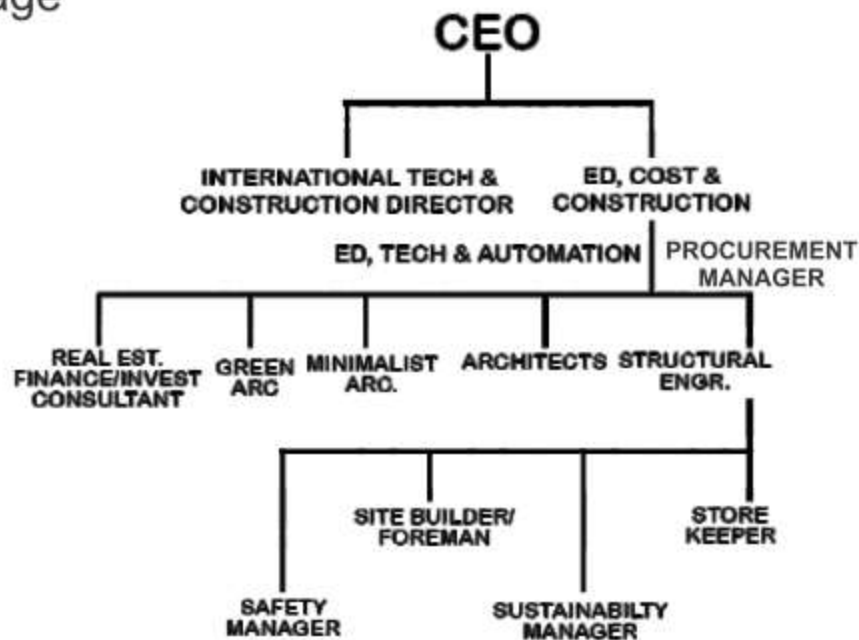 CEO
INTERNATIONAL TECH &
CONSTRUCTION DIRECTOR
ED, COST &
CONSTRUCTION
ED, TECH & AUTOMATION
PROCUREMENT
MANAGER
REAL EST.
FINANCE/INVEST
CONSULTANT
GREEN
ARC
MINIMALIST
ARC.
ARCHITECTS
STRUCTURAL
ENGR.
SITE BUILDER/
FOREMAN
STORE
KEEPER
SAFETY
MANAGER
SUSTAINABILTY
MANAGER